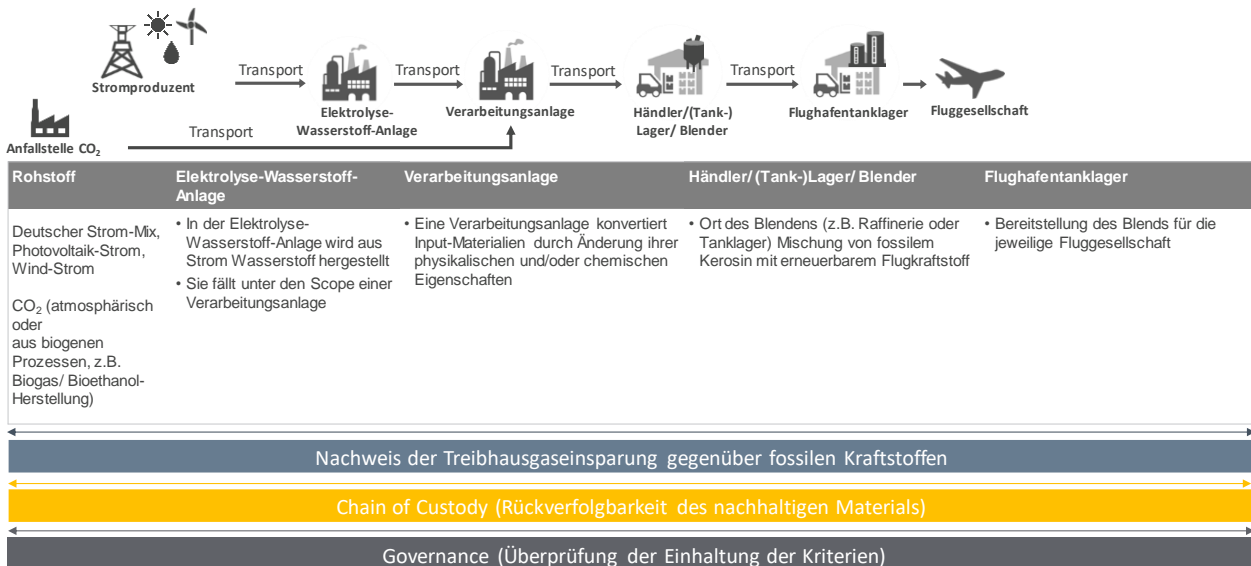 Transport
Transport
Transport
Transport
Stromproduzent
Elektrolyse-
Wasserstoff-Anlage
Verarbeitungsanlage
Händler/(Tank-)
Lager/ Blender
Flughafentanklager
Fluggesellschaft
Transport
Anfallstelle CO₂
Rohstoff
Elektrolyse-Wasserstoff-
Anlage
Verarbeitungsanlage
Händler/ (Tank-)Lager/ Blender
Flughafentanklager
Deutscher Strom-Mix,
Photovoltaik-Strom,
Wind-Strom
CO₂ (atmosphärisch
oder
aus biogenen
Prozessen, z.B.
Biogas/ Bioethanol-
Herstellung)
• In der Elektrolyse-
Wasserstoff-Anlage wird aus
Strom Wasserstoff hergestellt
• Sie fällt unter den Scope einer
Verarbeitungsanlage
• Eine Verarbeitungsanlage konvertiert
Input-Materialien durch Änderung ihrer
physikalischen und/oder chemischen
Eigenschaften
• Ort des Blendens (z.B. Raffinerie oder
Tanklager) Mischung von fossilem
Kerosin mit erneuerbarem Flugkraftstoff
• Bereitstellung des Blends für die
jeweilige Fluggesellschaft
Nachweis der Treibhausgaseinsparung gegenüber fossilen Kraftstoffen
Chain of Custody (Rückverfolgbarkeit des nachhaltigen Materials)
Governance (Überprüfung der Einhaltung der Kriterien)